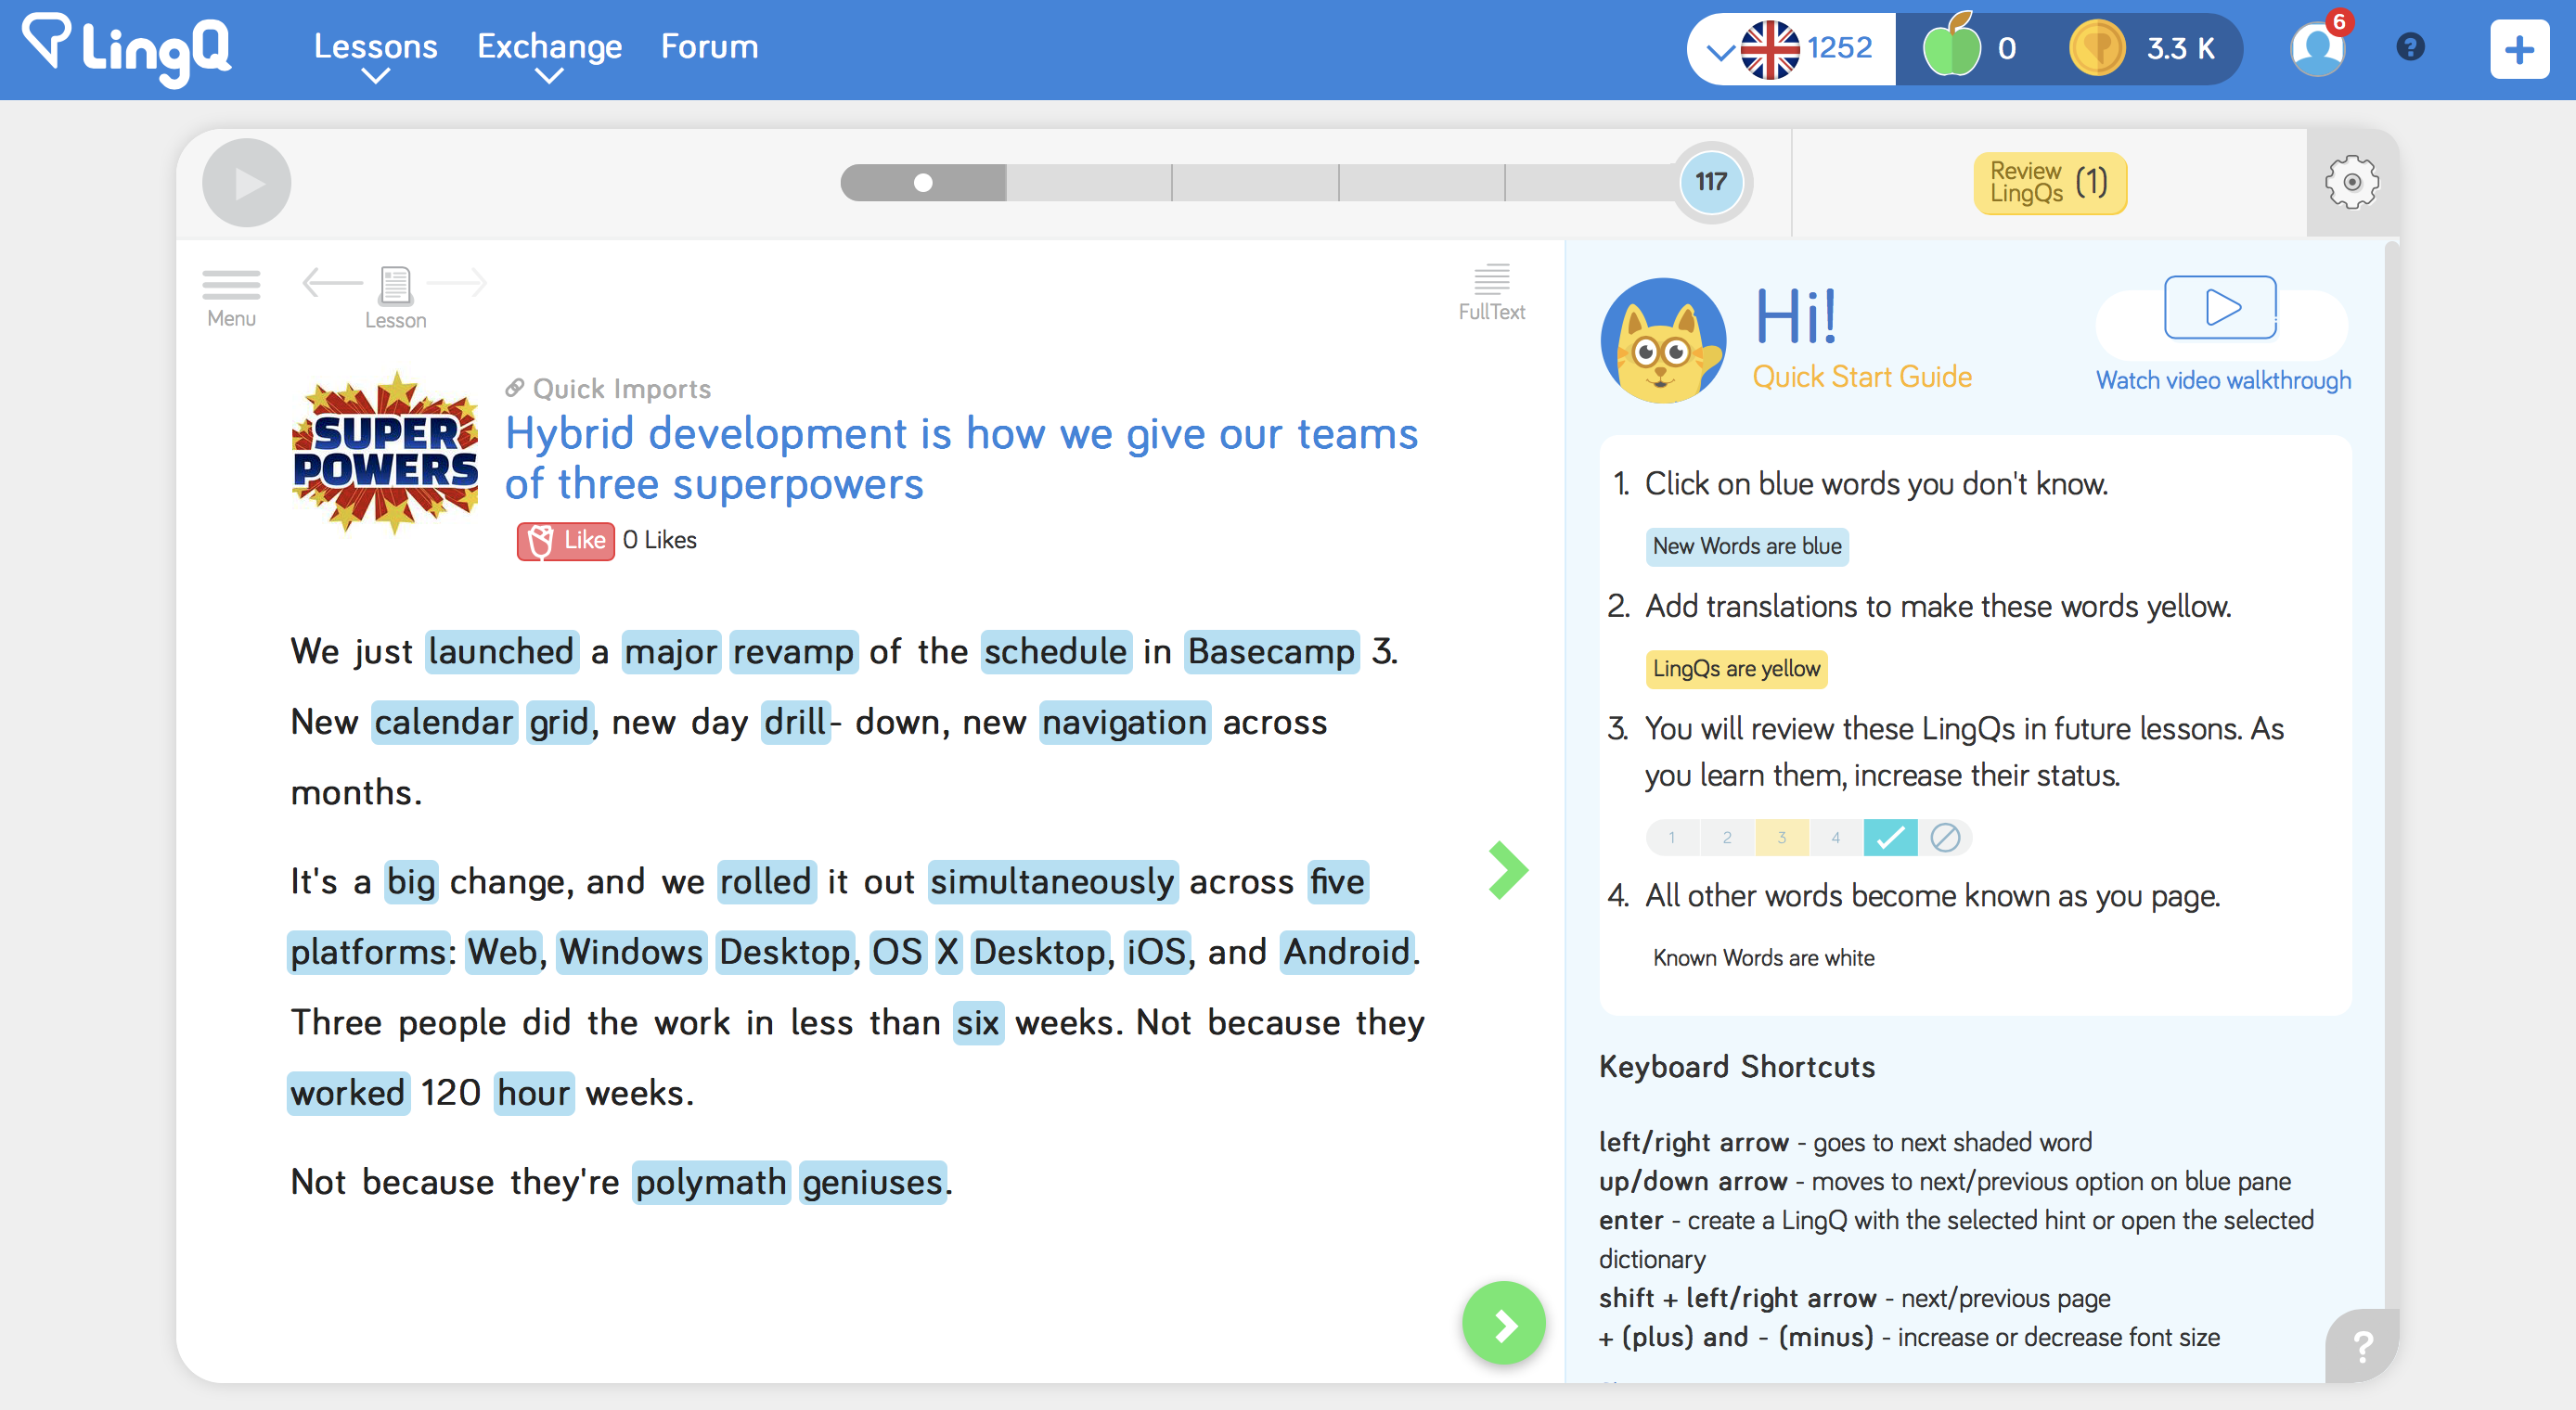 LingQ
Lessons Exchange Forum
1252 0 3.3 K 6 ? +
117
Review
LingQs (1)
Menu
Lesson
FullText
SUPER
POWERS
Quick Imports
Hybrid development is how we give our teams
of three superpowers
Like 0 Likes
We just launched a major revamp of the schedule in Basecamp 3.
New calendar grid, new day drill- down, new navigation across
months.
It's a big change, and we rolled it out simultaneously across five
platforms: Web, Windows Desktop, OS X Desktop, iOS, and Android.
Three people did the work in less than six weeks. Not because they
worked 120 hour weeks.
Not because they're polymath geniuses.
Hi!
Quick Start Guide
Watch video walkthrough
1. Click on blue words you don't know.
New Words are blue
2. Add translations to make these words yellow.
LingQs are yellow
3. You will review these LingQs in future lessons. As
you learn them, increase their status.
1 2 3 4
4. All other words become known as you page.
Known Words are white
Keyboard Shortcuts
left/right arrow - goes to next shaded word
up/down arrow - moves to next/previous option on blue pane
enter - create a LingQ with the selected hint or open the selected
dictionary
shift + left/right arrow - next/previous page
+ (plus) and - (minus) - increase or decrease font size
?